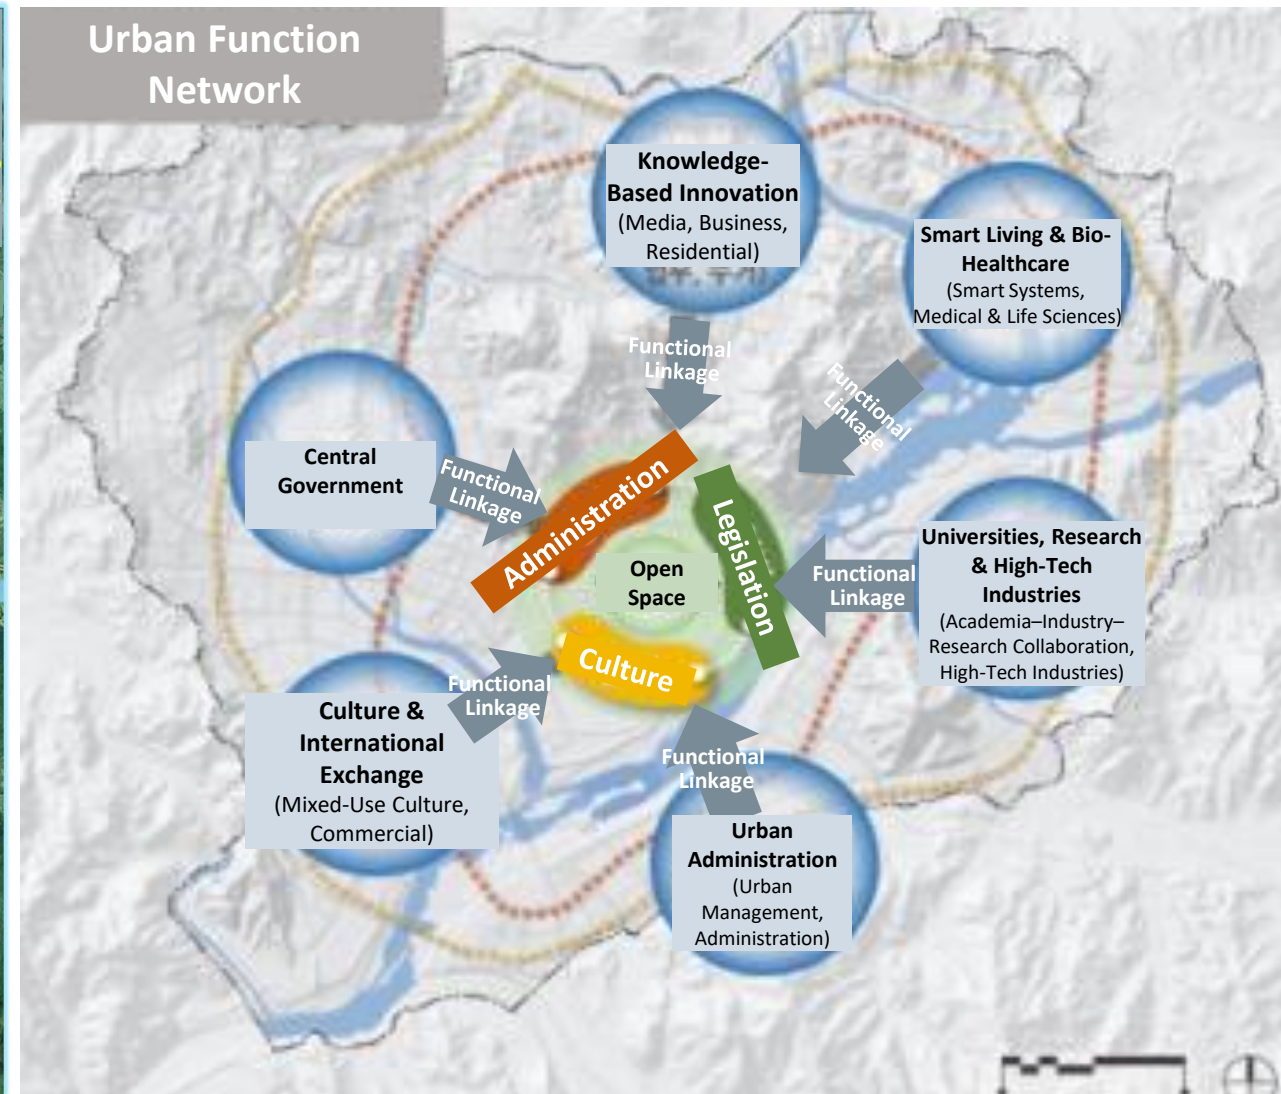 Urban Function
Network
Knowledge-
Based Innovation
(Media, Business,
Residential)
Smart Living & Bio-
Healthcare
(Smart Systems,
Medical & Life Sciences)
Functional
Linkage
Functional
Linkage
Central
Government
Functional
Linkage
Administration
Legislation
Open
Space
Culture
Functional
Linkage
Universities, Research
& High-Tech
Industries
(Academia–Industry–
Research Collaboration,
High-Tech Industries)
Functional
Linkage
Culture &
International
Exchange
(Mixed-Use Culture,
Commercial)
Functional
Linkage
Urban
Administration
(Urban
Management,
Administration)